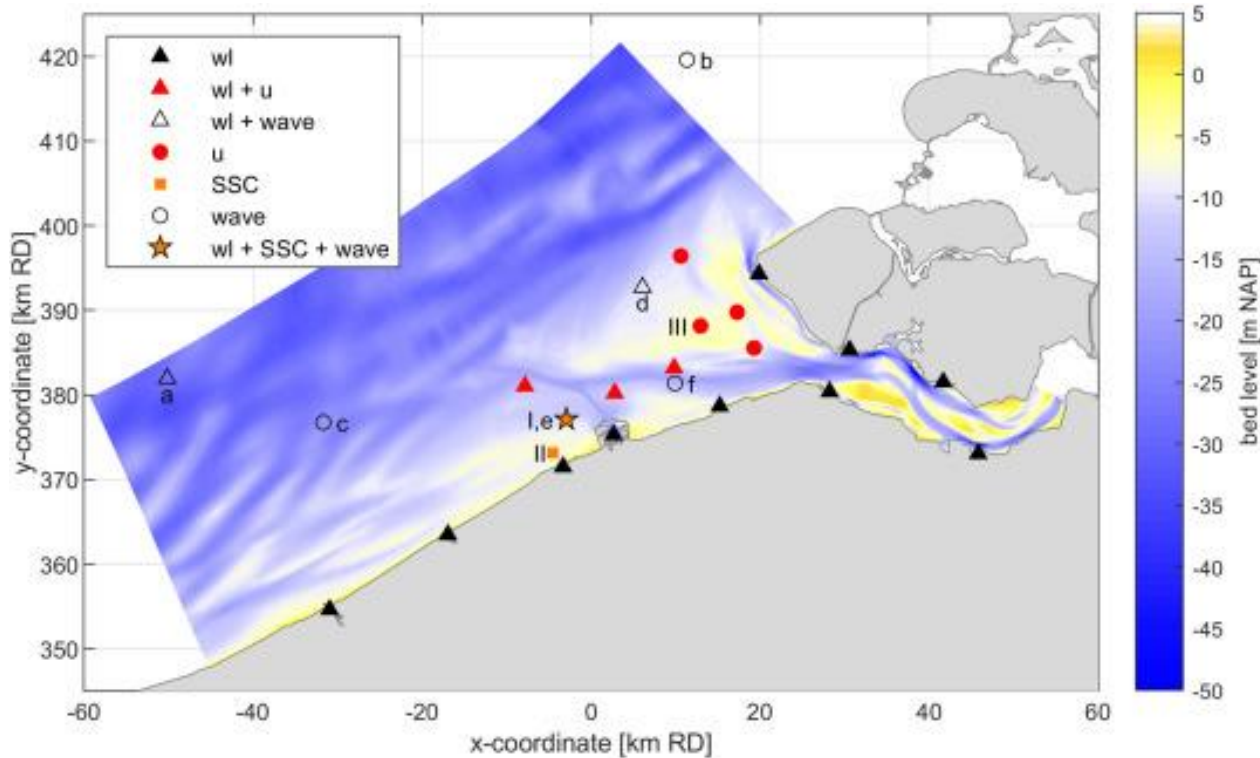 420
410
400
390
380
370
360
350
y-coordinate [km RD]
wl
wl + u
wl + wave
u
SSC
wave
wl + SSC + wave
b
d
III
a
c
f
I,e
II
-60
-40
-20
0
20
40
60
x-coordinate [km RD]
5
0
-5
-10
-15
-20
-25
-30
-35
-40
-45
-50
bed level [m NAP]